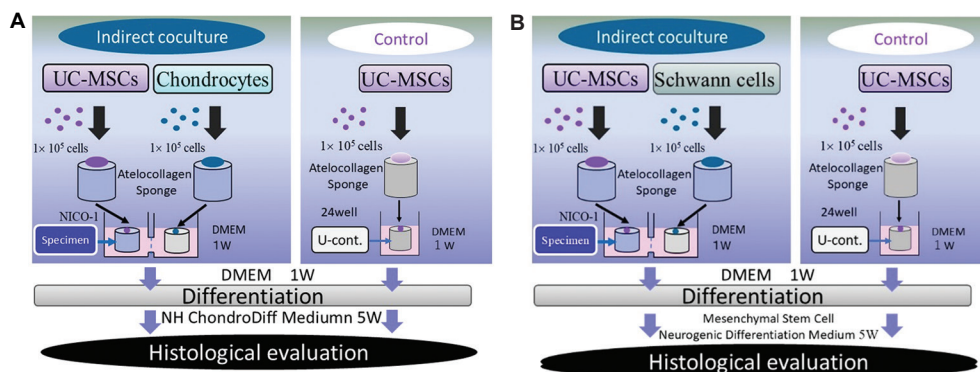 A
Indirect coculture
UC-MSCs
Chondrocytes
1× 10⁵ cells
1× 10⁵ cells
Atelocollagen
Sponge
NICO-1
Specimen
DMEM
1W
Control
UC-MSCs
1× 10⁵ cells
Atelocollagen
Sponge
24well
U-cont.
DMEM
1 W
DMEM 1W
Differentiation
NH ChondroDiff Mediumn 5W
Histological evaluation
B
Indirect coculture
UC-MSCs
Schwann cells
1× 10⁵ cells
1× 10⁵ cells
Atelocollagen
Sponge
NICO-1
Specimen
DMEM
1W
Control
UC-MSCs
1× 10⁵ cells
Atelocollagen
Sponge
24well
U-cont.
DMEM
1 W
DMEM 1W
Differentiation
Mesenchymal Stem Cell
Neurogenic Differentiation Medium 5W
Histological evaluation